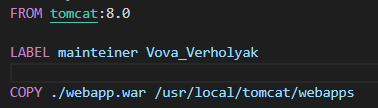 FROM tomcat:8.0
LABEL mainteiner Vova_Verholyak
COPY ./webapp.war /usr/local/tomcat/webapps